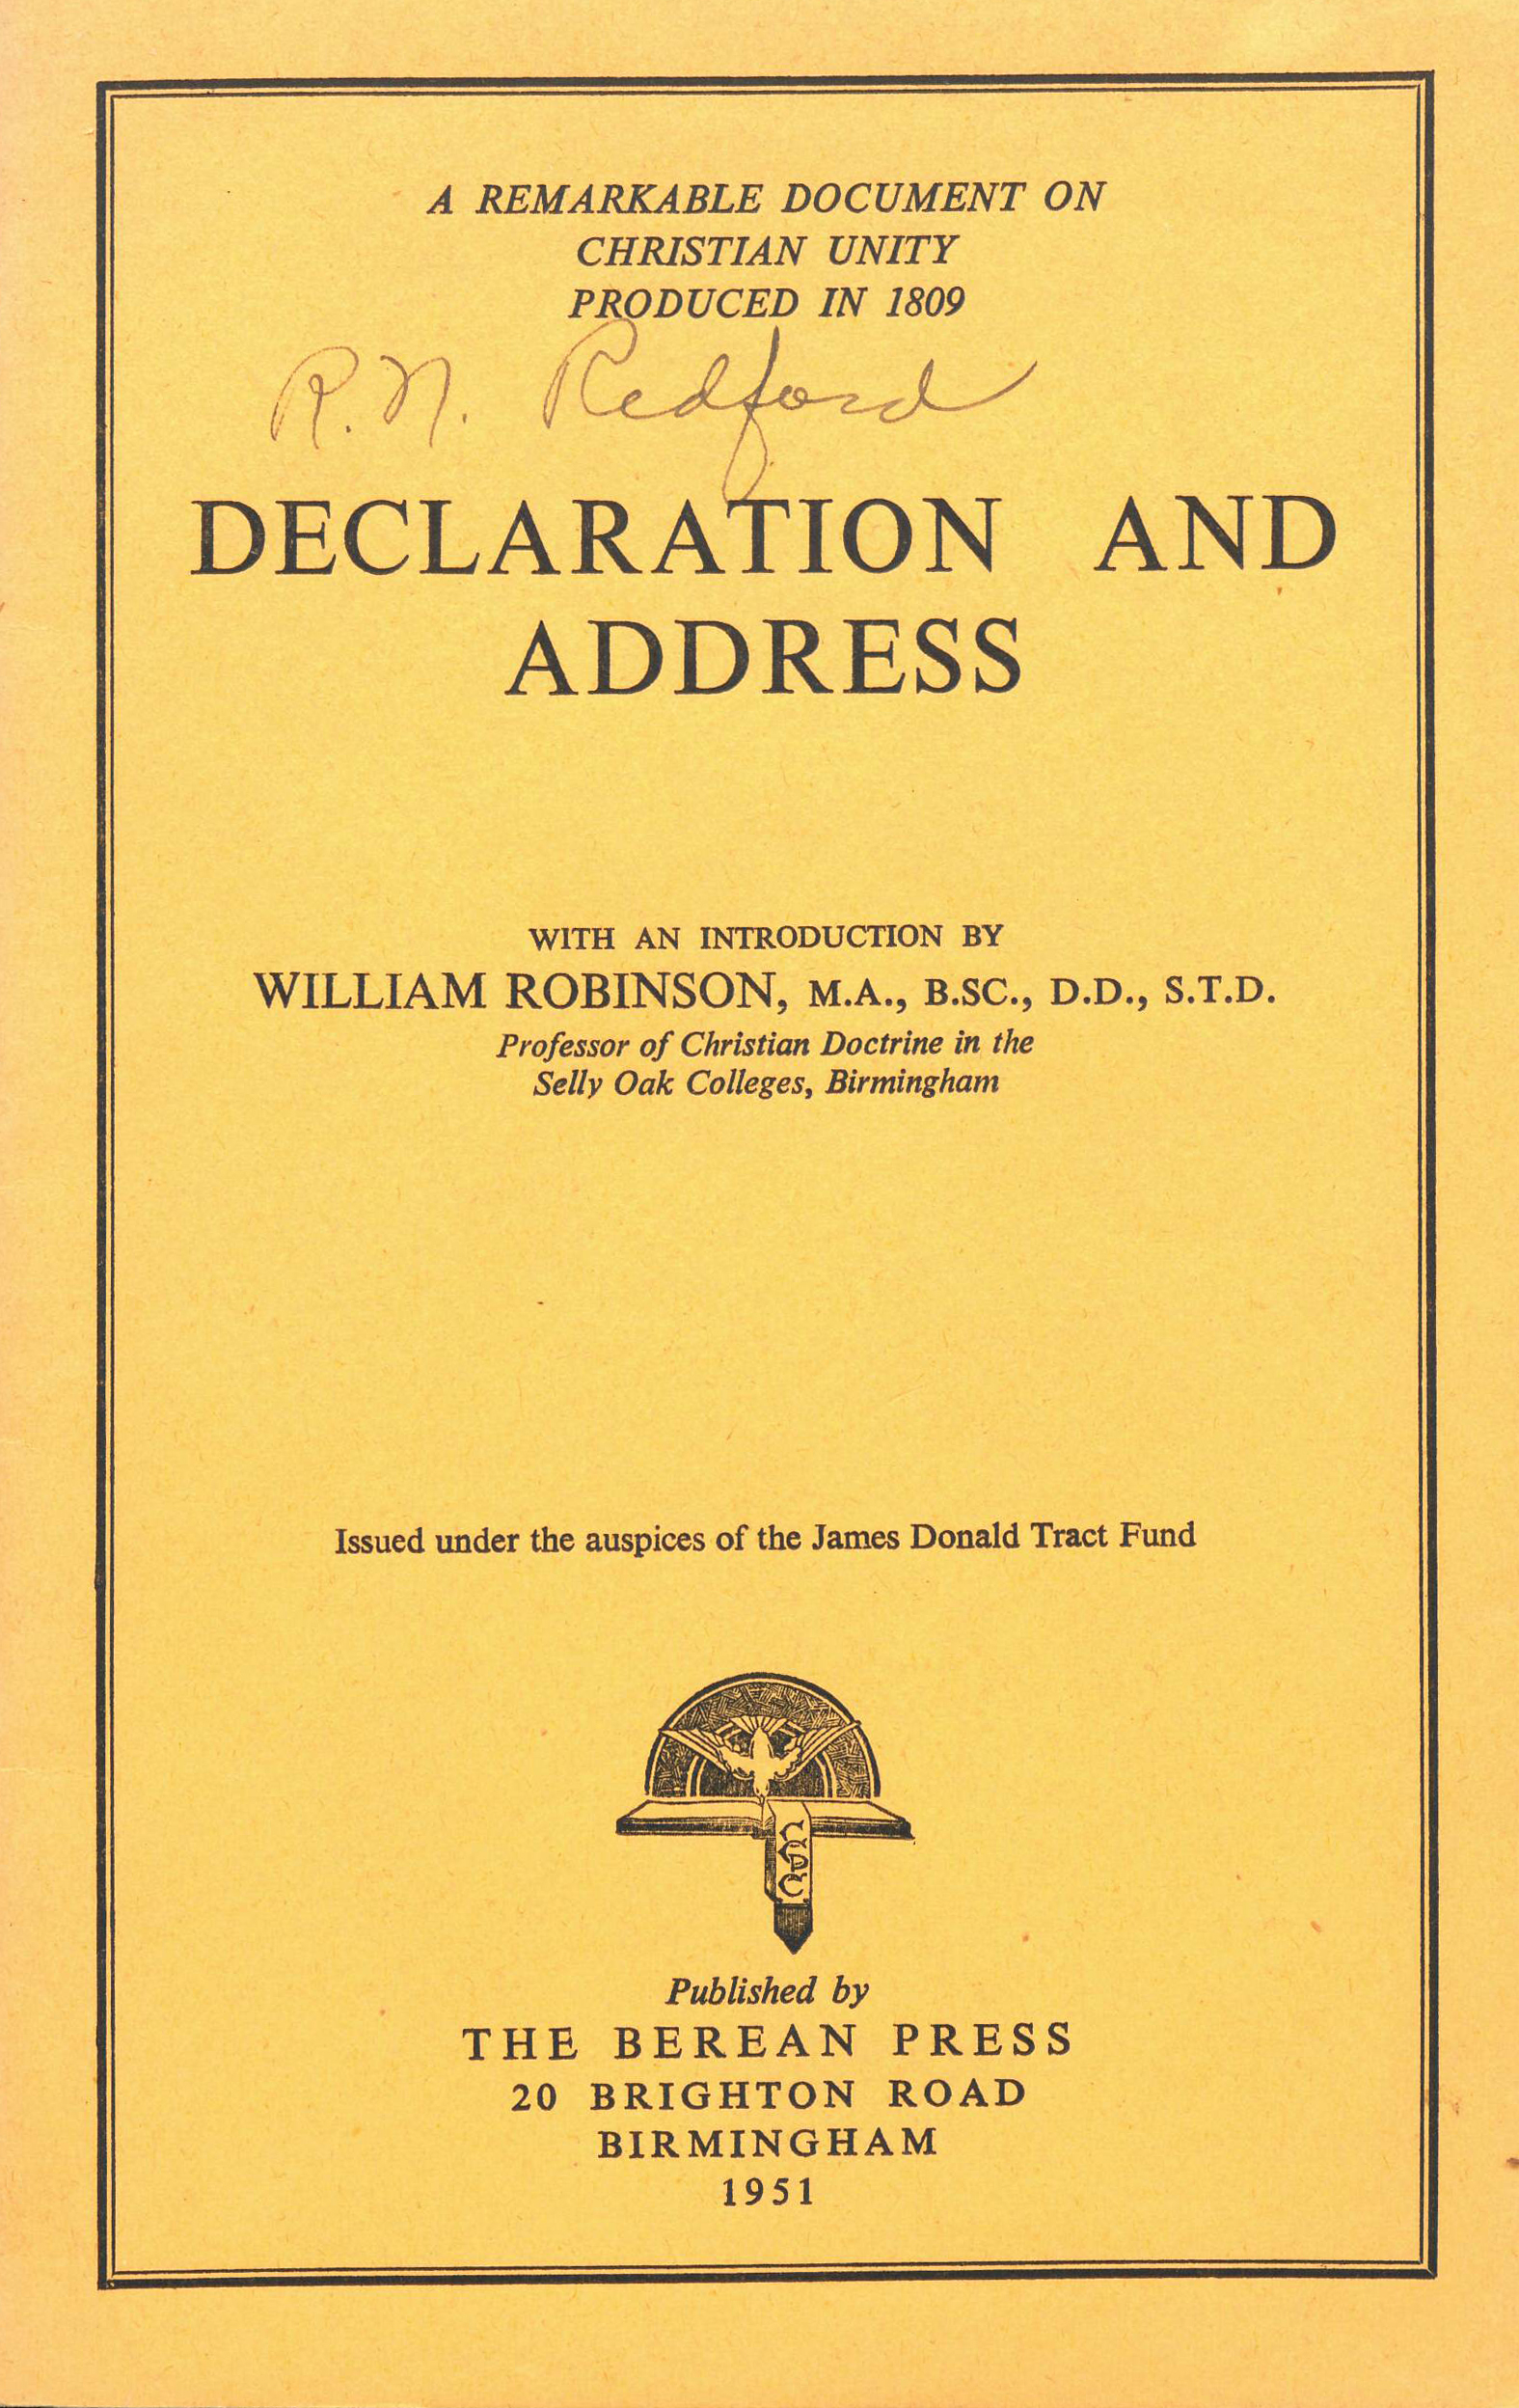 A REMARKABLE DOCUMENT ON
CHRISTIAN UNITY
PRODUCED IN 1809
R. N. Redford
DECLARATION AND
ADDRESS
WITH AN INTRODUCTION BY
WILLIAM ROBINSON, M.A., B.SC., D.D., S.T.D.
Professor of Christian Doctrine in the
Selly Oak Colleges, Birmingham
Issued under the auspices of the James Donald Tract Fund
Published by
THE BEREAN PRESS
20 BRIGHTON ROAD
BIRMINGHAM
1951